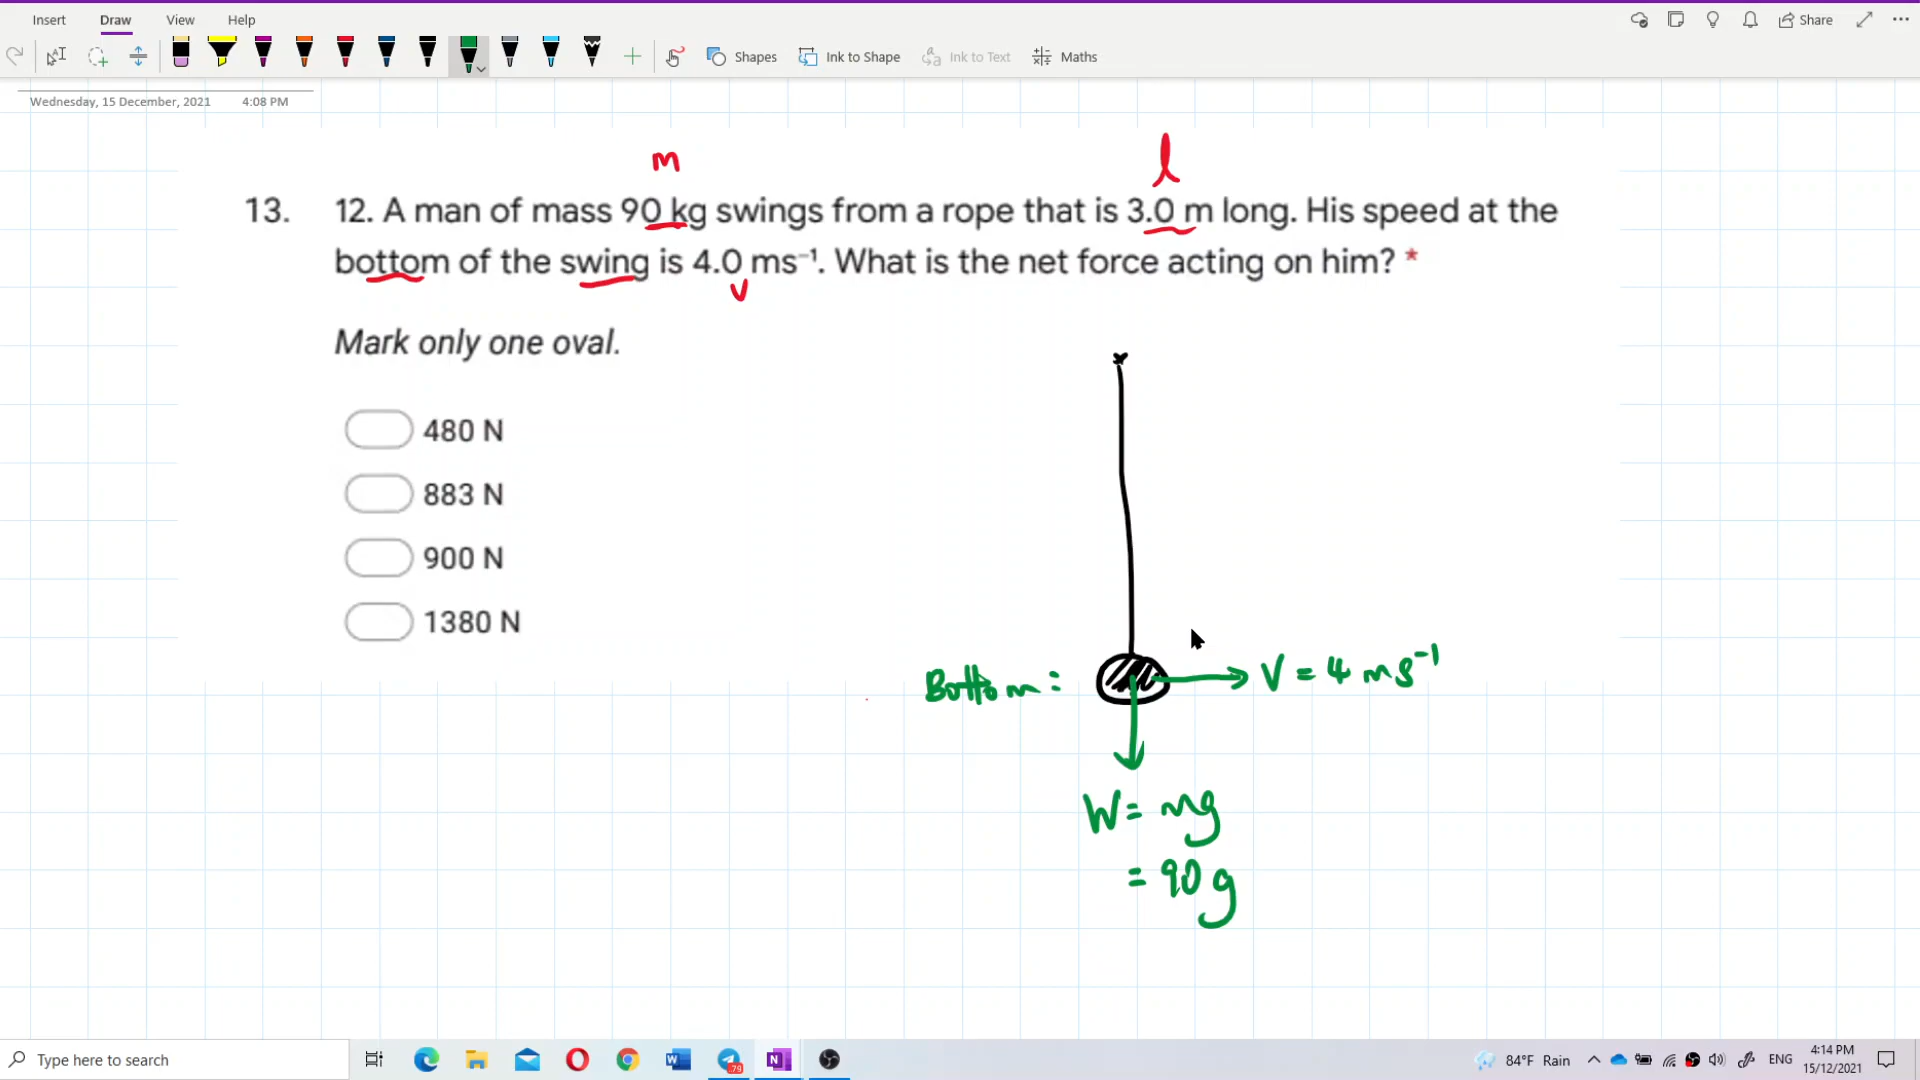 Insert Draw View Help Share
Shapes Ink to Shape Ink to Text Maths
Wednesday, 15 December, 2021 4:08 PM
m l
13. 12. A man of mass 90 kg swings from a rope that is 3.0 m long. His speed at the
bottom of the swing is 4.0 ms⁻¹. What is the net force acting on him? *
v
Mark only one oval.
480 N
883 N
900 N
1380 N
Bottom: V = 4 ms⁻¹
W = mg
= 90g
Type here to search 79 84°F Rain ENG 4:14 PM
15/12/2021